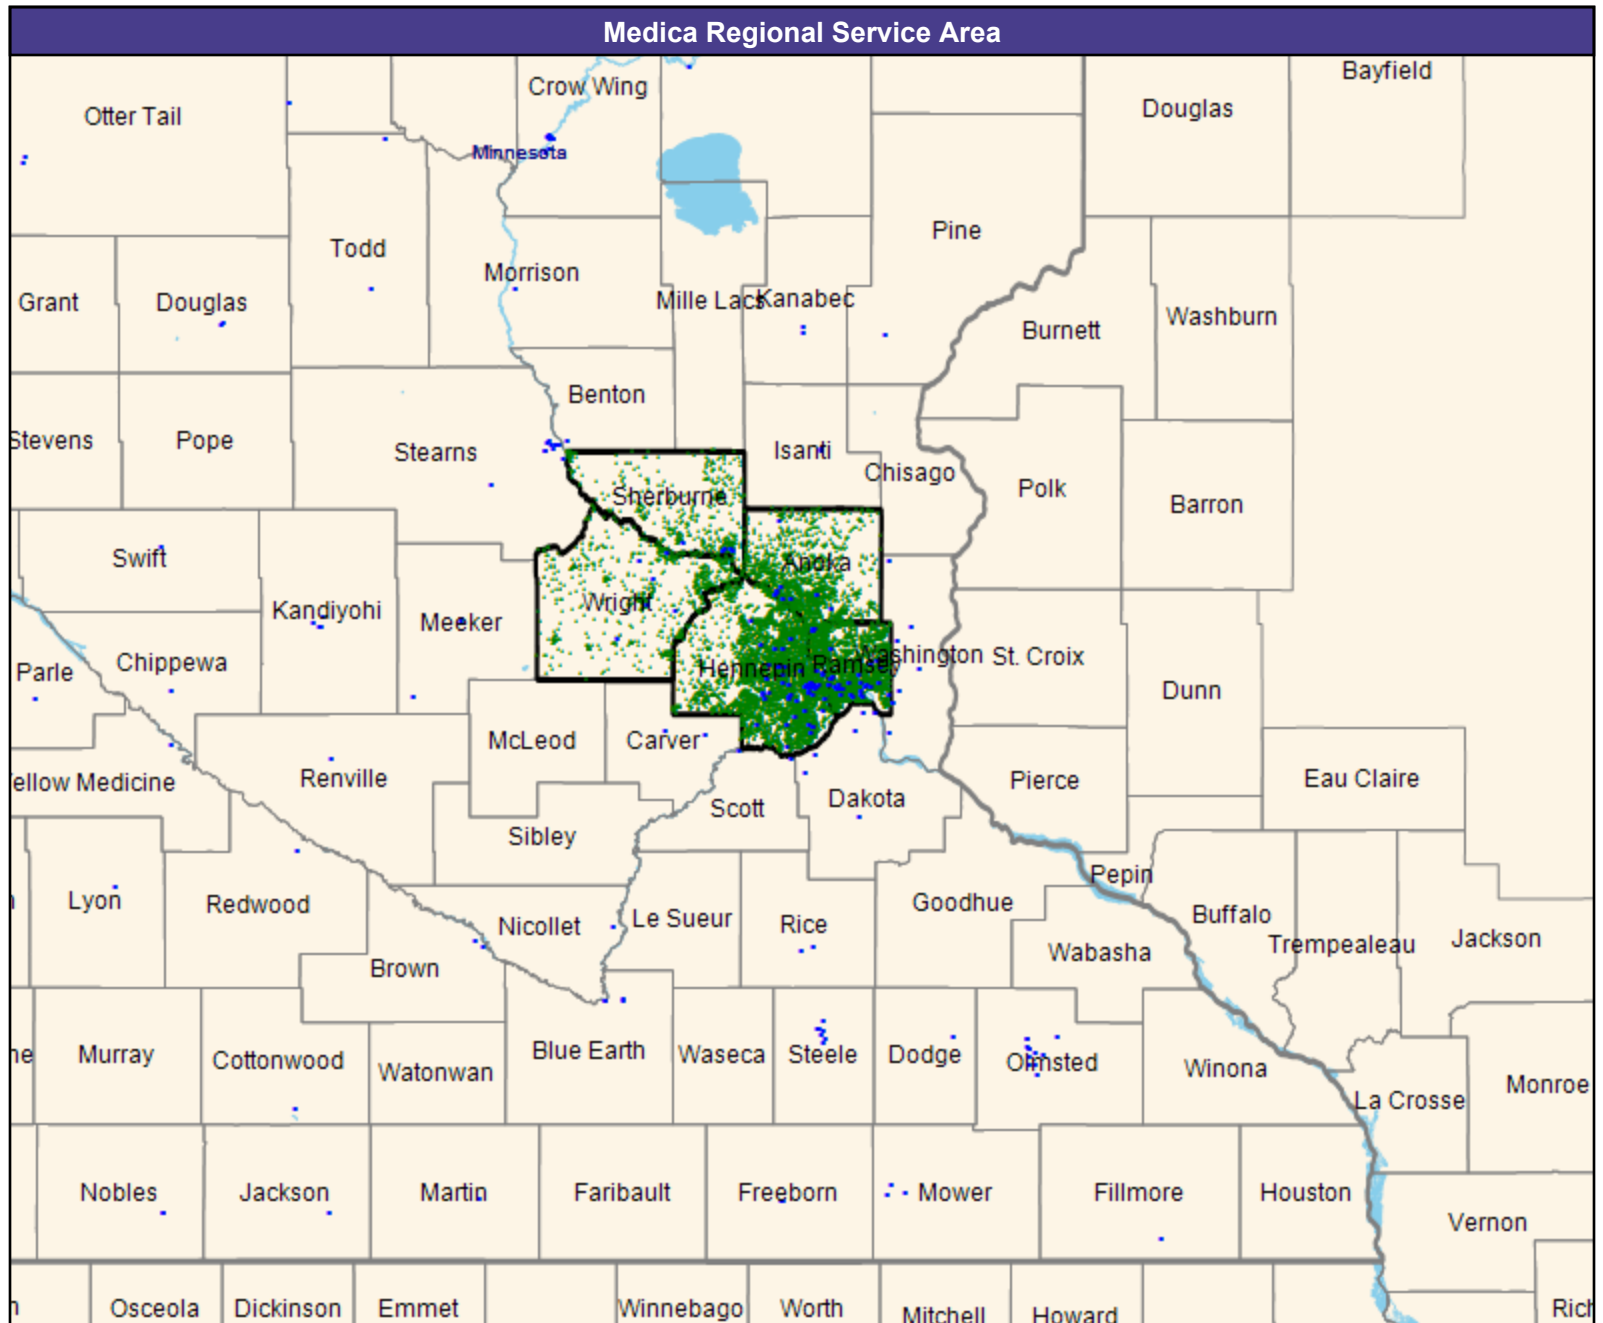 Medica Regional Service Area
Crow Wing
Bayfield
Otter Tail
Douglas
Minnesota
Pine
Todd
Morrison
Grant
Douglas
Mille Lacs
Kanabec
Washburn
Burnett
Benton
Stevens
Pope
Stearns
Isanti
Chisago
Polk
Barron
Sherburne
Swift
Anoka
Kandiyohi
Wright
Meeker
Parle
Chippewa
Hennepin
Ramsey
Washington
St. Croix
Dunn
McLeod
Carver
ellow Medicine
Renville
Pierce
Eau Claire
Scott
Dakota
Sibley
Pepin
Lyon
Redwood
Goodhue
Nicollet
Le Sueur
Rice
Buffalo
Trempealeau
Jackson
Wabasha
Brown
ne
Murray
Cottonwood
Watonwan
Blue Earth
Waseca
Steele
Dodge
Olmsted
Winona
Monroe
La Crosse
Nobles
Jackson
Martin
Faribault
Freeborn
Mower
Fillmore
Houston
Vernon
Osceola
Dickinson
Emmet
Winnebago
Worth
Mitchell
Howard
Rich